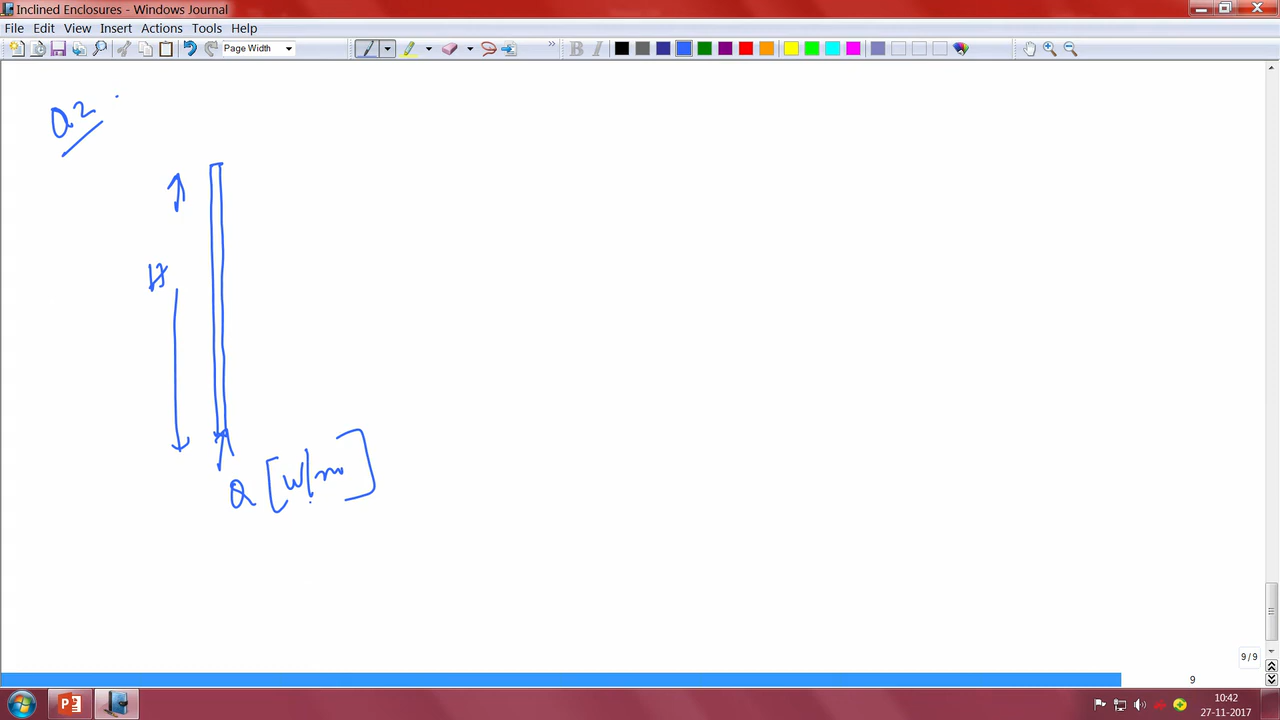 Inclined Enclosures - Windows Journal
File Edit View Insert Actions Tools Help
Page Width
B I
Q.2
H
Q [W/m]
9 / 9
9
10:42
27-11-2017